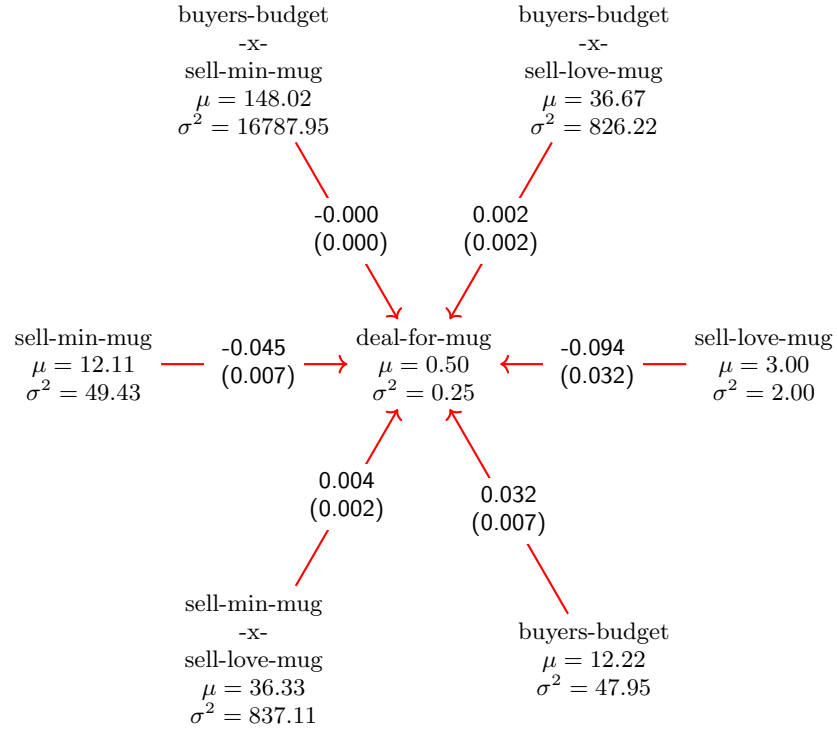 buyers-budget
-x-
sell-min-mug
μ = 148.02
σ² = 16787.95
buyers-budget
-x-
sell-love-mug
μ = 36.67
σ² = 826.22
-0.000
(0.000)
0.002
(0.002)
sell-min-mug
μ = 12.11
σ² = 49.43
-0.045
(0.007)
deal-for-mug
μ = 0.50
σ² = 0.25
-0.094
(0.032)
sell-love-mug
μ = 3.00
σ² = 2.00
0.004
(0.002)
0.032
(0.007)
sell-min-mug
-x-
sell-love-mug
μ = 36.33
σ² = 837.11
buyers-budget
μ = 12.22
σ² = 47.95